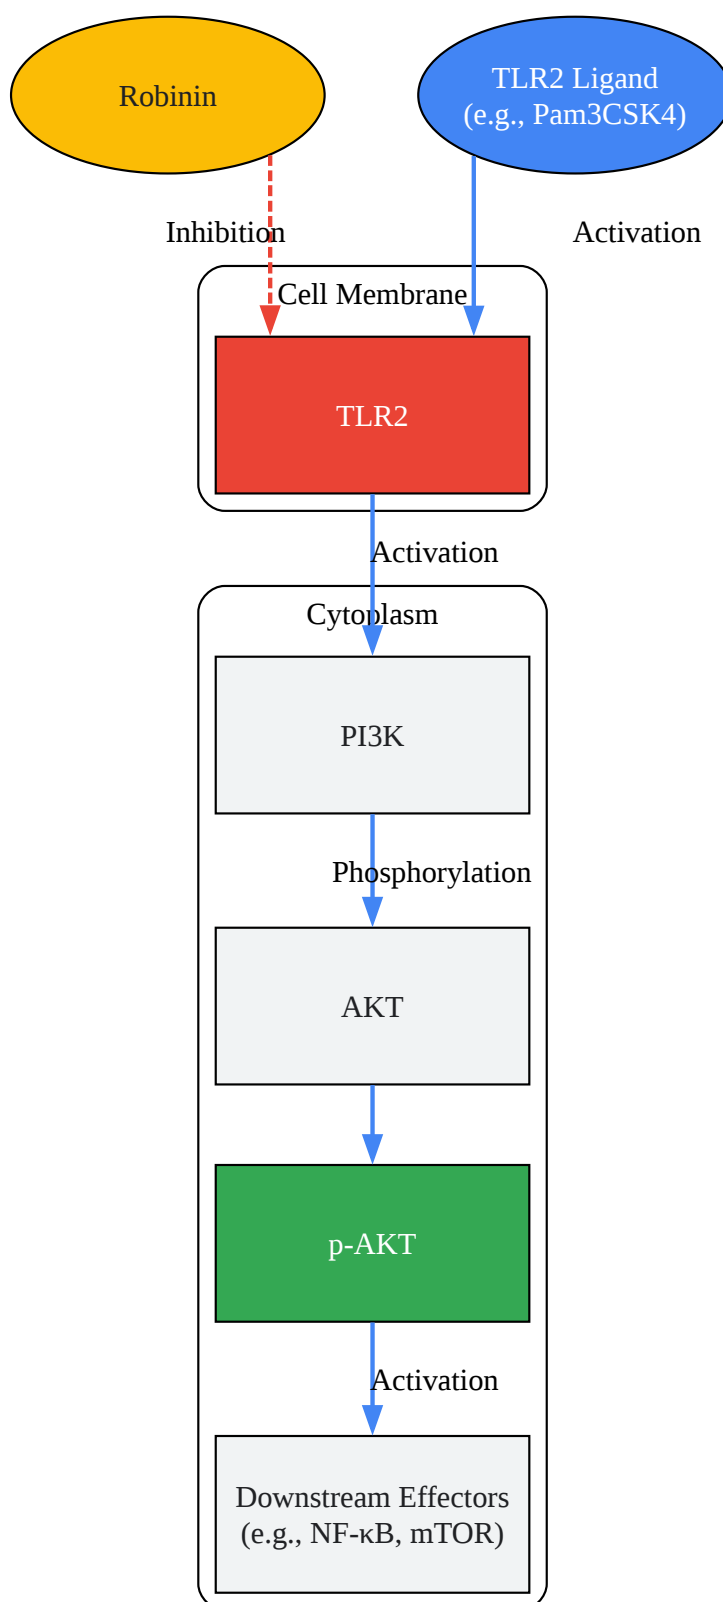 Robinin
TLR2 Ligand
(e.g., Pam3CSK4)
Inhibition
Activation
Cell Membrane
TLR2
Activation
Cytoplasm
PI3K
Phosphorylation
AKT
p-AKT
Activation
Downstream Effectors
(e.g., NF-κB, mTOR)